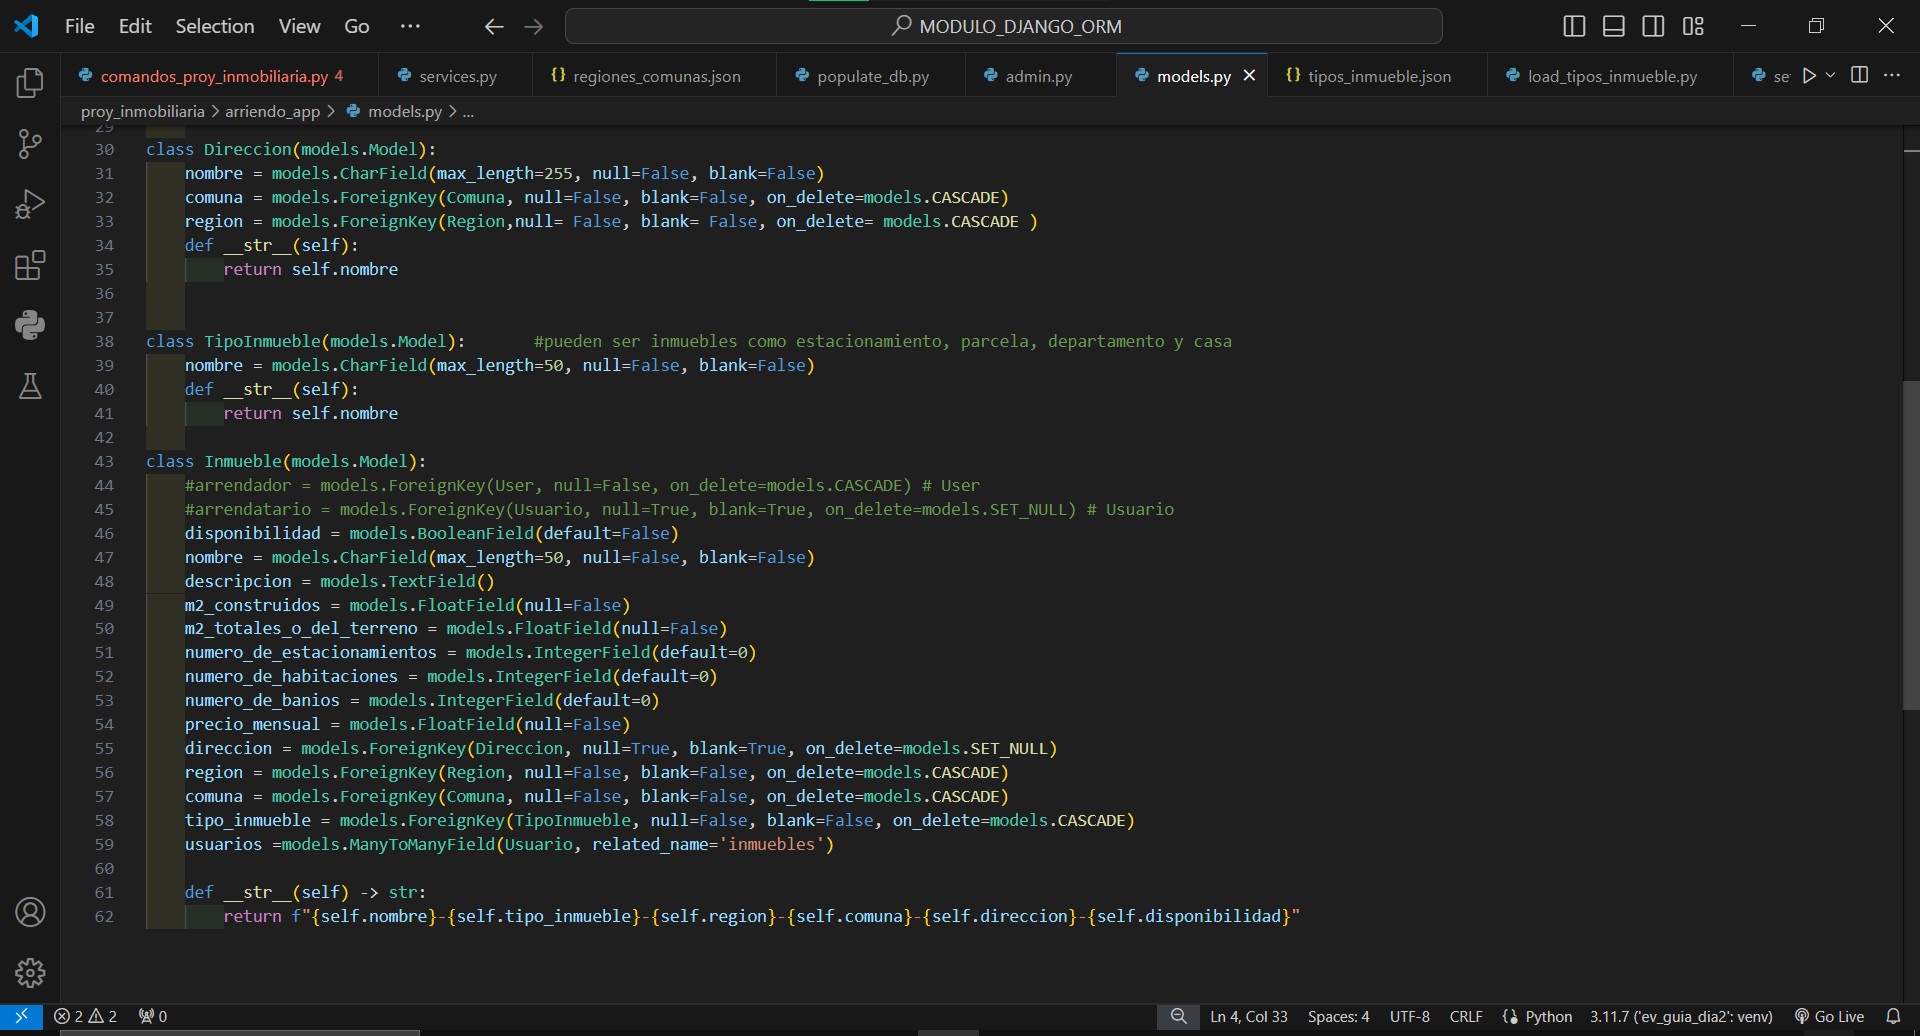 File Edit Selection View Go ··· MODULO_DJANGO_ORM
comandos_proy_inmobiliaria.py 4 services.py {} regiones_comunas.json populate_db.py admin.py models.py {} tipos_inmueble.json load_tipos_inmueble.py se
proy_inmobiliaria > arriendo_app > models.py > ...
29
30 class Direccion(models.Model):
31 nombre = models.CharField(max_length=255, null=False, blank=False)
32 comuna = models.ForeignKey(Comuna, null=False, blank=False, on_delete=models.CASCADE)
33 region = models.ForeignKey(Region,null= False, blank= False, on_delete= models.CASCADE )
34 def __str__(self):
35 return self.nombre
36
37
38 class TipoInmueble(models.Model): #pueden ser inmuebles como estacionamiento, parcela, departamento y casa
39 nombre = models.CharField(max_length=50, null=False, blank=False)
40 def __str__(self):
41 return self.nombre
42
43 class Inmueble(models.Model):
44 #arrendador = models.ForeignKey(User, null=False, on_delete=models.CASCADE) # User
45 #arrendatario = models.ForeignKey(Usuario, null=True, blank=True, on_delete=models.SET_NULL) # Usuario
46 disponibilidad = models.BooleanField(default=False)
47 nombre = models.CharField(max_length=50, null=False, blank=False)
48 descripcion = models.TextField()
49 m2_construidos = models.FloatField(null=False)
50 m2_totales_o_del_terreno = models.FloatField(null=False)
51 numero_de_estacionamientos = models.IntegerField(default=0)
52 numero_de_habitaciones = models.IntegerField(default=0)
53 numero_de_banios = models.IntegerField(default=0)
54 precio_mensual = models.FloatField(null=False)
55 direccion = models.ForeignKey(Direccion, null=True, blank=True, on_delete=models.SET_NULL)
56 region = models.ForeignKey(Region, null=False, blank=False, on_delete=models.CASCADE)
57 comuna = models.ForeignKey(Comuna, null=False, blank=False, on_delete=models.CASCADE)
58 tipo_inmueble = models.ForeignKey(TipoInmueble, null=False, blank=False, on_delete=models.CASCADE)
59 usuarios =models.ManyToManyField(Usuario, related_name='inmuebles')
60
61 def __str__(self) -> str:
62 return f"{self.nombre}-{self.tipo_inmueble}-{self.region}-{self.comuna}-{self.direccion}-{self.disponibilidad}"
2 2 0 Ln 4, Col 33 Spaces: 4 UTF-8 CRLF Python 3.11.7 ('ev_guia_dia2': venv) Go Live